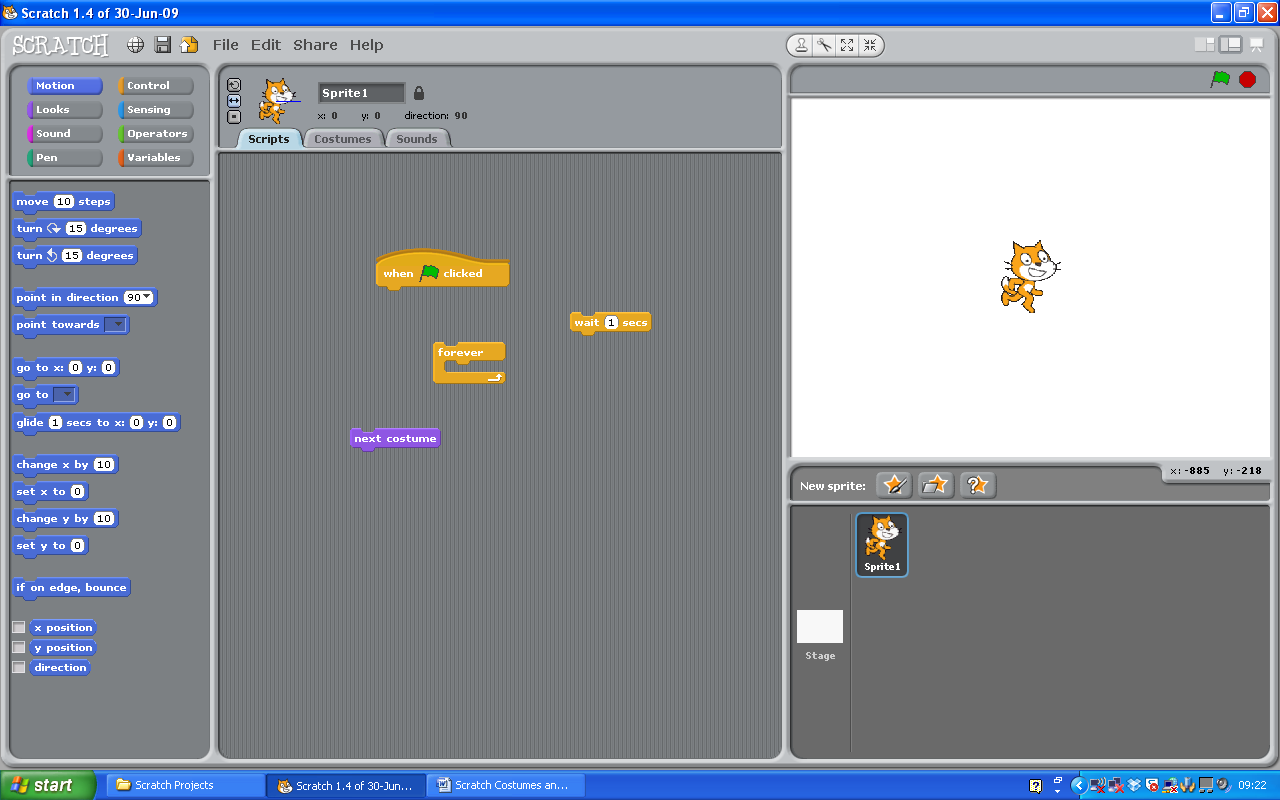 Scratch 1.4 of 30-Jun-09
SCRATCH File Edit Share Help
Motion Control
Looks Sensing
Sound Operators
Pen Variables
move 10 steps
turn 15 degrees
turn 15 degrees
point in direction 90
point towards
go to x: 0 y: 0
go to
glide 1 secs to x: 0 y: 0
change x by 10
set x to 0
change y by 10
set y to 0
if on edge, bounce
x position
y position
direction
Sprite1
x: 0 y: 0 direction: 90
Scripts Costumes Sounds
when clicked
wait 1 secs
forever
next costume
x: -885 y: -218
New sprite:
Sprite1
Stage
start Scratch Projects Scratch 1.4 of 30-Jun... Scratch Costumes an... 09:22